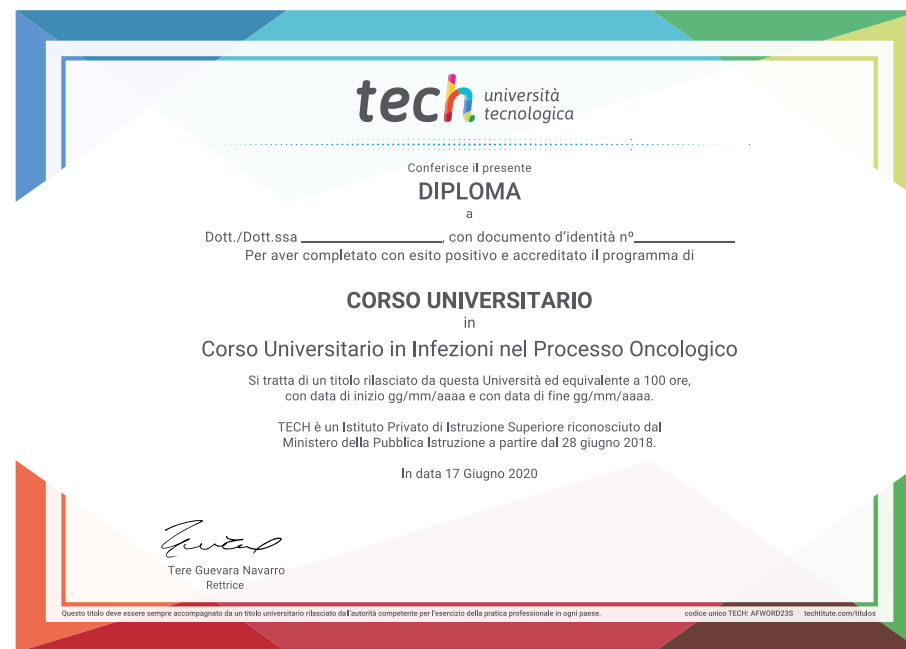 tech università
tecnologica
Conferisce il presente
DIPLOMA
a
Dott./Dott.ssa ____________________, con documento d'identità nº______________
Per aver completato con esito positivo e accreditato il programma di
CORSO UNIVERSITARIO
in
Corso Universitario in Infezioni nel Processo Oncologico
Si tratta di un titolo rilasciato da questa Università ed equivalente a 100 ore,
con data di inizio gg/mm/aaaa e con data di fine gg/mm/aaaa.
TECH è un Istituto Privato di Istruzione Superiore riconosciuto dal
Ministero della Pubblica Istruzione a partire dal 28 giugno 2018.
In data 17 Giugno 2020
Tere Guevara Navarro
Rettrice
Questo titolo deve essere sempre accompagnato da un titolo universitario rilasciato dall'autorità competente per l'esercizio della pratica professionale in ogni paese. codice unico TECH: AFWORD23S techtitute.com/titulos